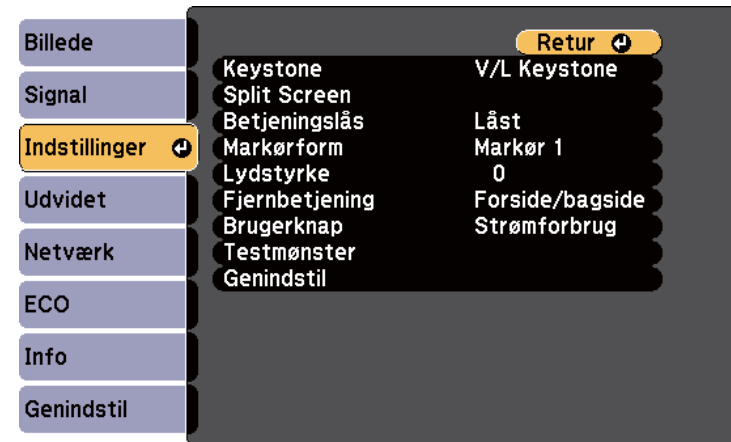 Billede
Signal
Indstillinger
Udvidet
Netværk
ECO
Info
Genindstil
Retur
Keystone V/L Keystone
Split Screen
Betjeningslås Låst
Markørform Markør 1
Lydstyrke 0
Fjernbetjening Forside/bagside
Brugerknap Strømforbrug
Testmønster
Genindstil